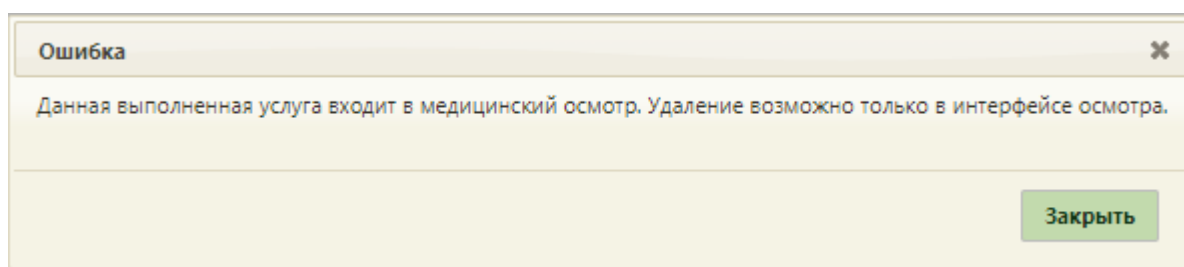 Ошибка
Данная выполненная услуга входит в медицинский осмотр. Удаление возможно только в интерфейсе осмотра.
Закрыть